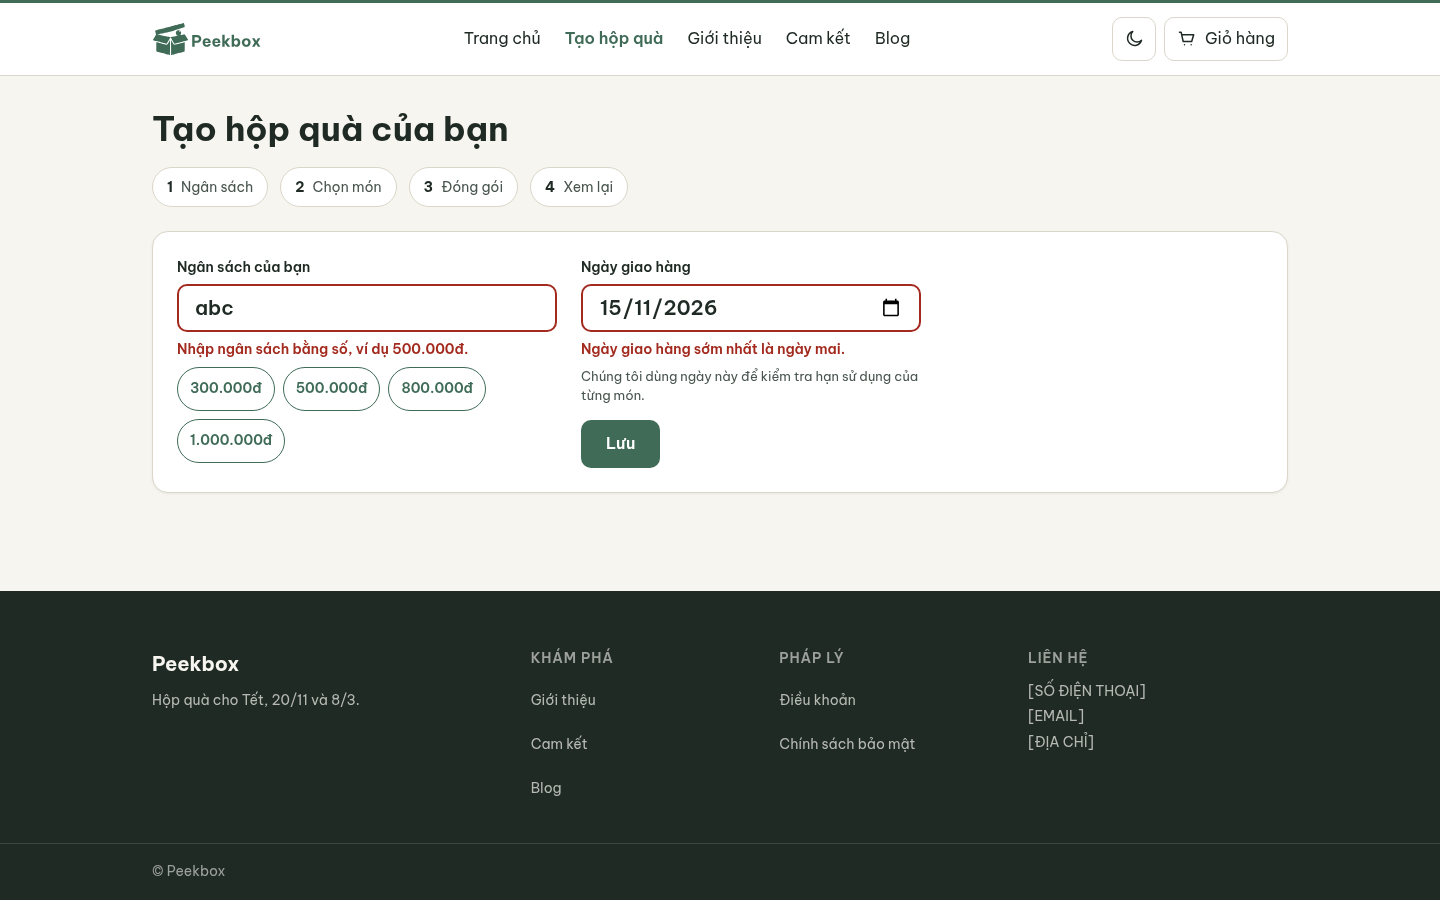 Peekbox
Trang chủ
Tạo hộp quà
Giới thiệu
Cam kết
Blog
Giỏ hàng
Tạo hộp quà của bạn
1 Ngân sách
2 Chọn món
3 Đóng gói
4 Xem lại
Ngân sách của bạn
abc
Nhập ngân sách bằng số, ví dụ 500.000đ.
300.000đ
500.000đ
800.000đ
1.000.000đ
Ngày giao hàng
15/11/2026
Ngày giao hàng sớm nhất là ngày mai.
Chúng tôi dùng ngày này để kiểm tra hạn sử dụng của
từng món.
Lưu
Peekbox
Hộp quà cho Tết, 20/11 và 8/3.
KHÁM PHÁ
Giới thiệu
Cam kết
Blog
PHÁP LÝ
Điều khoản
Chính sách bảo mật
LIÊN HỆ
[SỐ ĐIỆN THOẠI]
[EMAIL]
[ĐỊA CHỈ]
© Peekbox